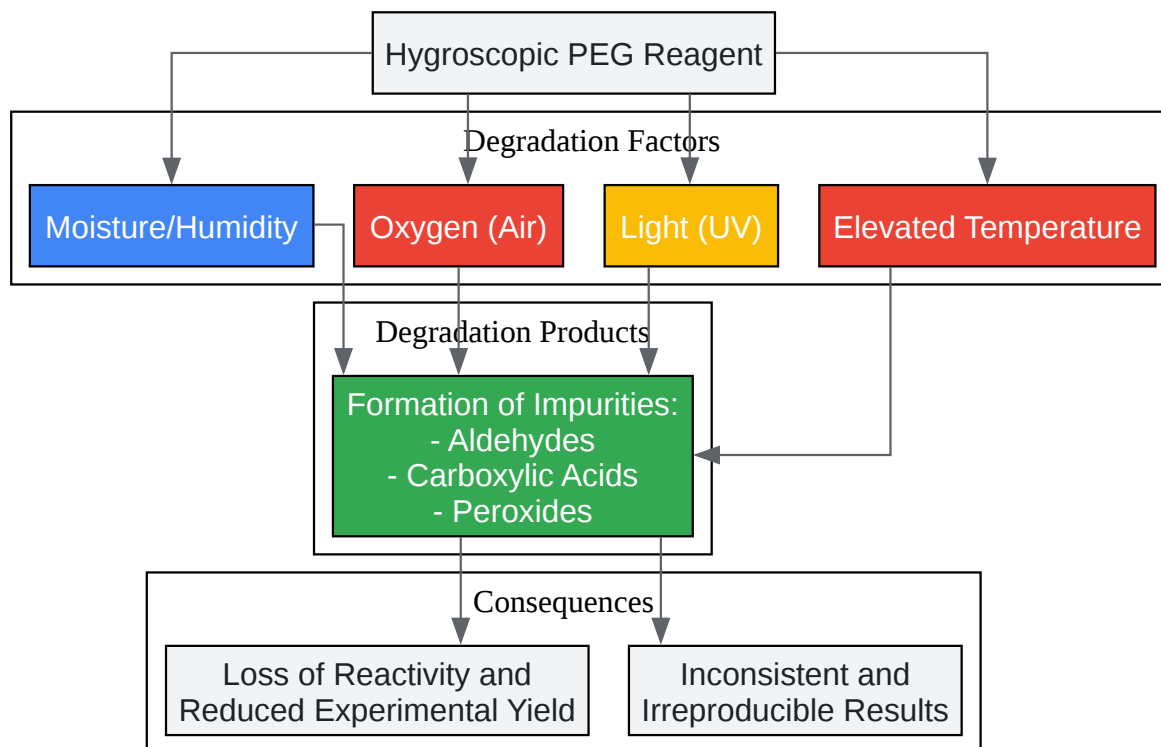 Hygroscopic PEG Reagent
Degradation Factors
Moisture/Humidity
Oxygen (Air)
Light (UV)
Elevated Temperature
Degradation Products
Formation of Impurities:
- Aldehydes
- Carboxylic Acids
- Peroxides
Consequences
Loss of Reactivity and
Reduced Experimental Yield
Inconsistent and
Irreproducible Results